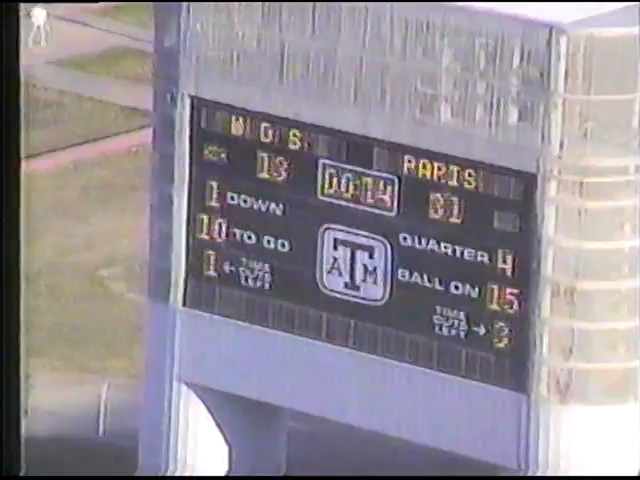 W O S PARIS
13 00:14 31
1 DOWN
10 TO GO QUARTER 4
1 ← TIME OUTS LEFT
ATM
BALL ON 15
TIME OUTS LEFT → 3